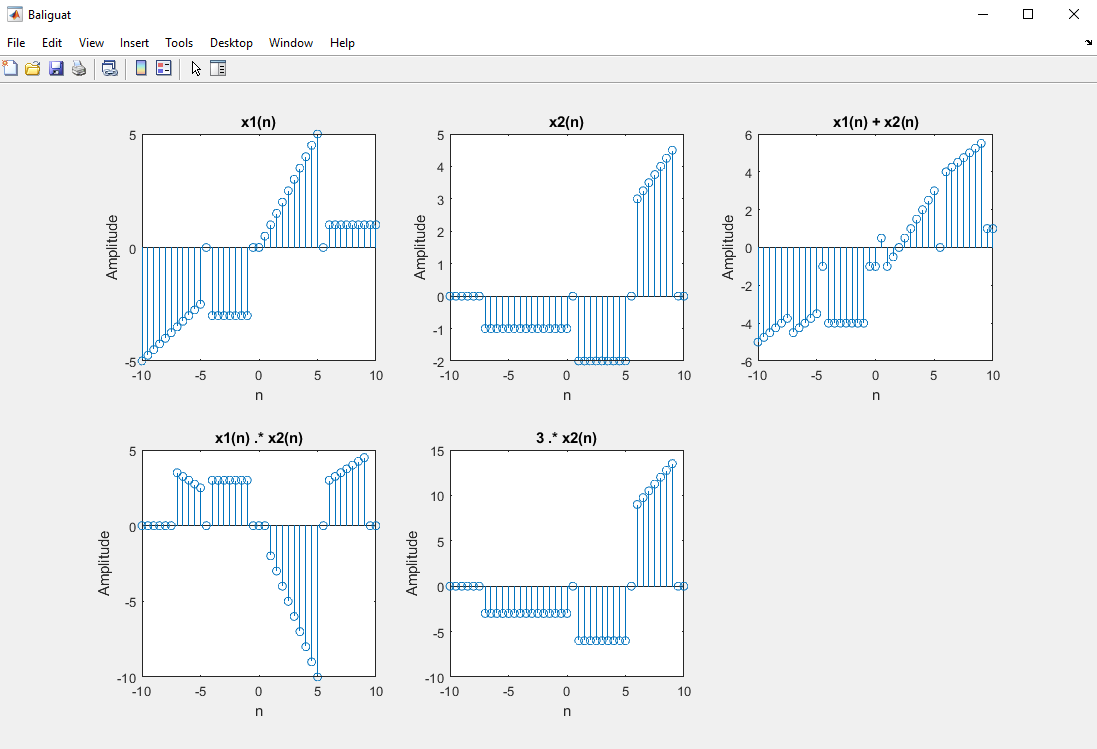 Baliguat
File Edit View Insert Tools Desktop Window Help
x1(n)
Amplitude
5
0
-5
-10 -5 0 5 10
n
x2(n)
Amplitude
5
4
3
2
1
0
-1
-2
-10 -5 0 5 10
n
x1(n) + x2(n)
Amplitude
6
4
2
0
-2
-4
-6
-10 -5 0 5 10
n
x1(n) .* x2(n)
Amplitude
5
0
-5
-10
-10 -5 0 5 10
n
3 .* x2(n)
Amplitude
15
10
5
0
-5
-10
-10 -5 0 5 10
n